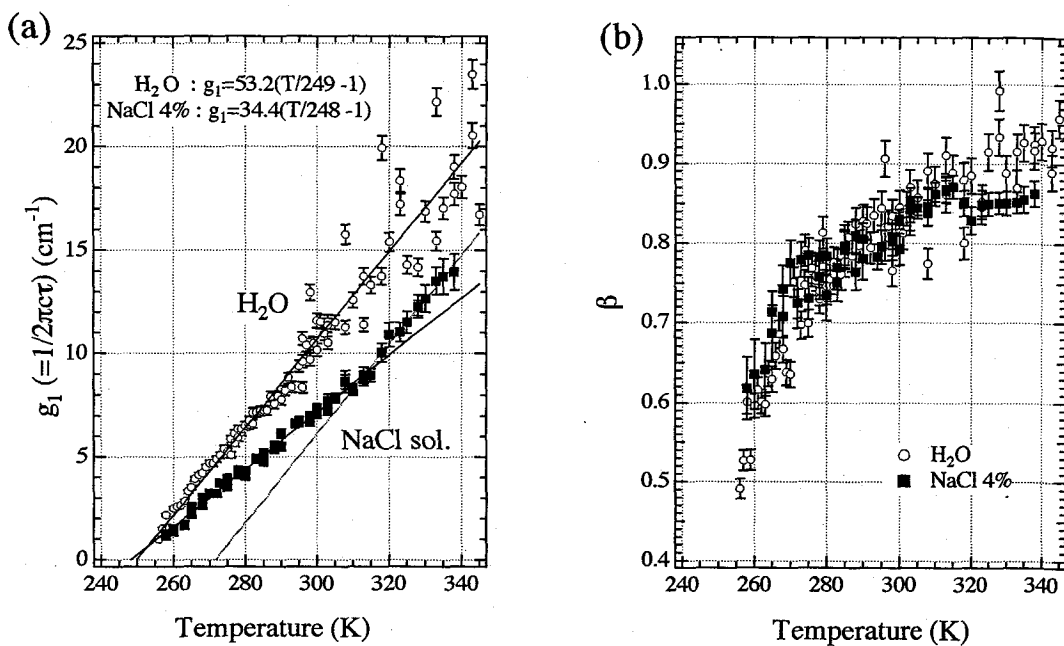 (a)
25
20
15
10
5
0
g₁ (=1/2πcτ) (cm⁻¹)
H₂O : g₁=53.2(T/249 -1)
NaCl 4% : g₁=34.4(T/248 -1)
H₂O
NaCl sol.
240 260 280 300 320 340
Temperature (K)
(b)
1.0
0.9
0.8
0.7
0.6
0.5
0.4
β
H₂O
NaCl 4%
240 260 280 300 320 340
Temperature (K)